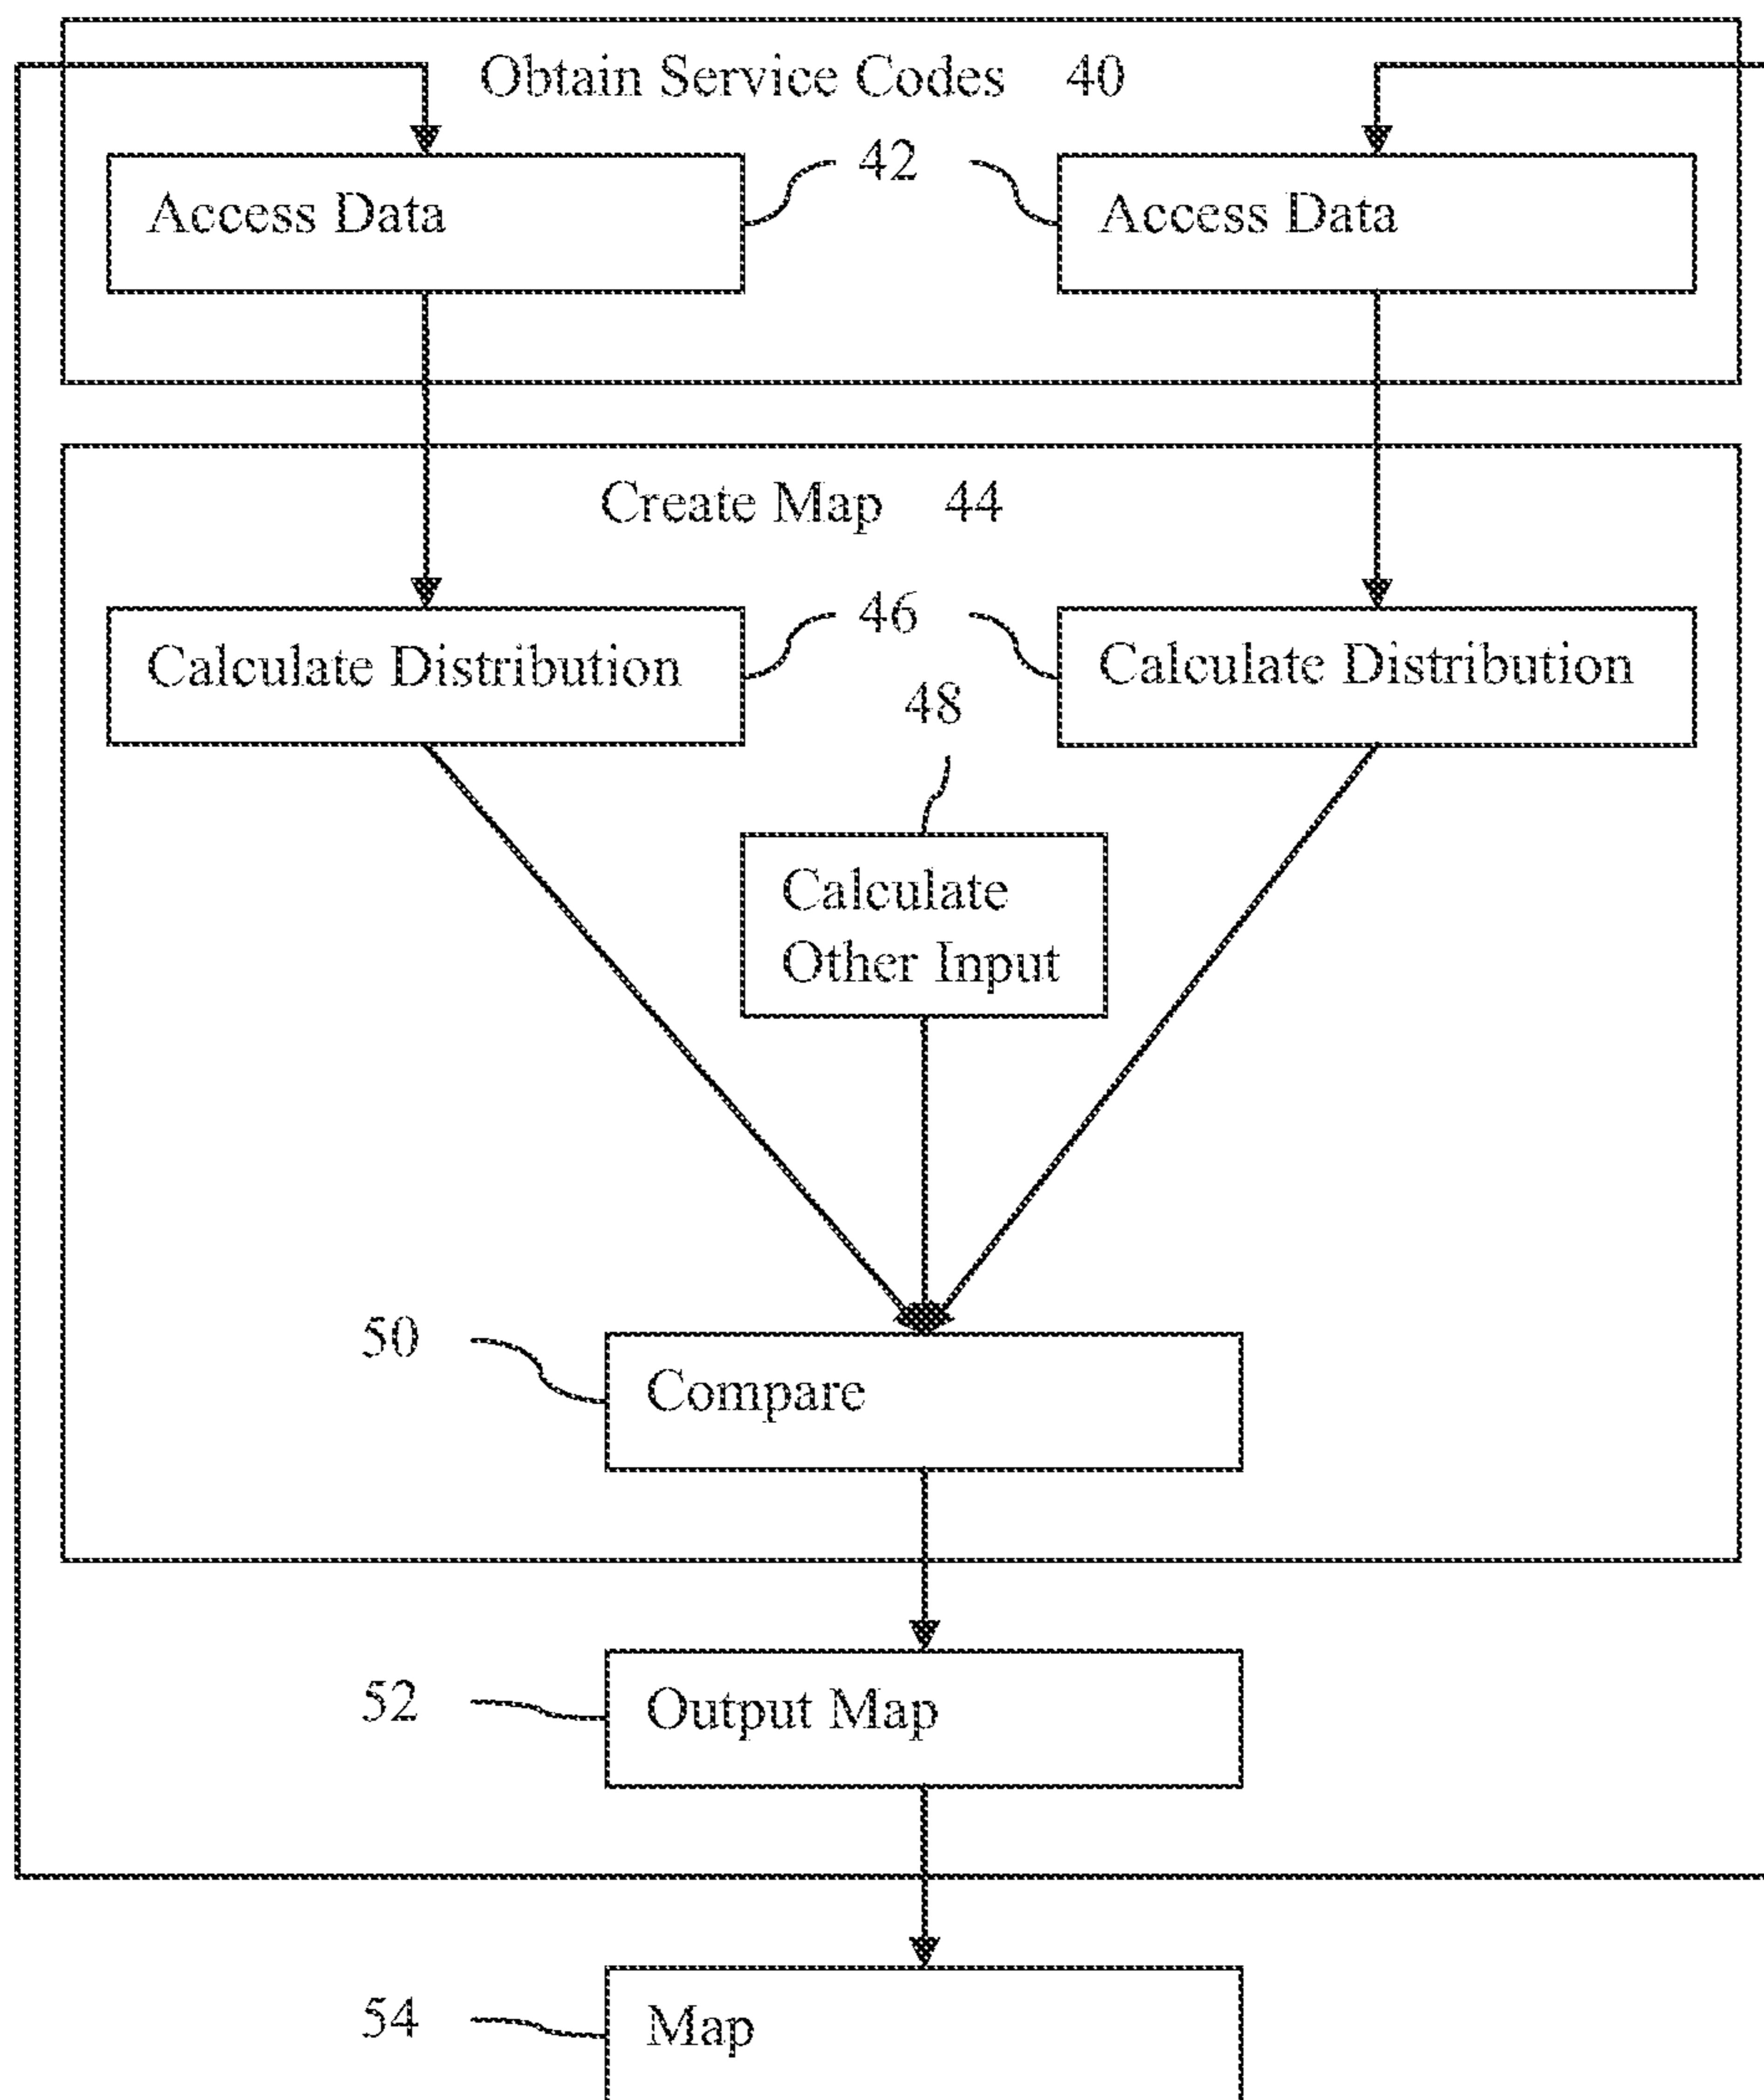 Obtain Service Codes 40
42
Access Data
Access Data
Create Map 44
46
Calculate Distribution
Calculate Distribution
48
Calculate
Other Input
50
Compare
52
Output Map
54
Map